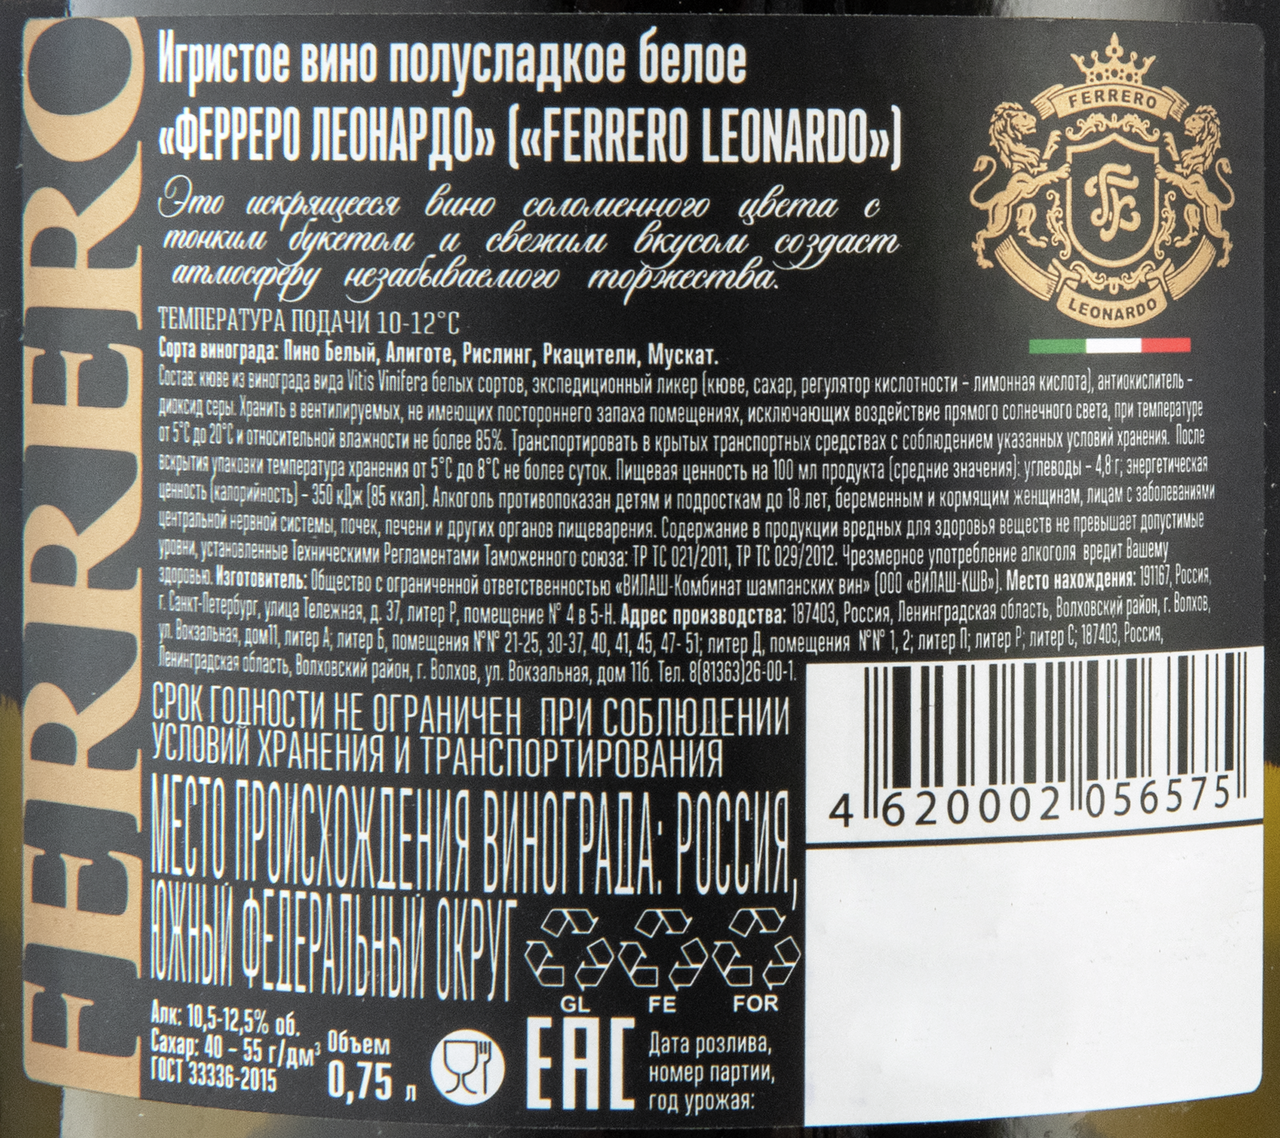 FERRERO
Игристое вино полусладкое белое
«ФЕРРЕРО ЛЕОНАРДО» («FERRERO LEONARDO»)
Это искрящееся вино соломенного цвета с
тонким букетом и свежим вкусом создаст
атмосферу незабываемого торжества.
FERRERO
FL
LEONARDO
ТЕМПЕРАТУРА ПОДАЧИ 10-12°C
Сорта винограда: Пино Белый, Алиготе, Рислинг, Ркацители, Мускат.
Состав: кюве из винограда вида Vitis Vinifera белых сортов, экспедиционный ликер (кюве, сахар, регулятор кислотности – лимонная кислота), антиокислитель –
диоксид серы. Хранить в вентилируемых, не имеющих постороннего запаха помещениях, исключающих воздействие прямого солнечного света, при температуре
от 5°C до 20°C и относительной влажности не более 85%. Транспортировать в крытых транспортных средствах с соблюдением указанных условий хранения. После
вскрытия упаковки температура хранения от 5°C до 8°C не более суток. Пищевая ценность на 100 мл продукта (средние значения): углеводы – 4,8 г; энергетическая
ценность (калорийность) – 350 кДж (85 ккал). Алкоголь противопоказан детям и подросткам до 18 лет, беременным и кормящим женщинам, лицам с заболеваниями
центральной нервной системы, почек, печени и других органов пищеварения. Содержание в продукции вредных для здоровья веществ не превышает допустимые
уровни, установленные Техническими Регламентами Таможенного союза: ТР ТС 021/2011, ТР ТС 029/2012. Чрезмерное употребление алкоголя вредит Вашему
здоровью. Изготовитель: Общество с ограниченной ответственностью «ВИЛАШ-Комбинат шампанских вин» (ООО «ВИЛАШ-КШВ»). Место нахождения: 191167, Россия,
г. Санкт-Петербург, улица Тележная, д. 37, литер Р, помещение № 4 в 5-Н. Адрес производства: 187403, Россия, Ленинградская область, Волховский район, г. Волхов,
ул. Вокзальная, дом11, литер А; литер Б, помещения №№ 21-25, 30-37, 40, 41, 45, 47- 51; литер Д, помещения №№ 1, 2; литер П; литер Р; литер С; 187403, Россия,
Ленинградская область, Волховский район, г. Волхов, ул. Вокзальная, дом 11б. Тел. 8(81363)26-00-1.
СРОК ГОДНОСТИ НЕ ОГРАНИЧЕН ПРИ СОБЛЮДЕНИИ
УСЛОВИЙ ХРАНЕНИЯ И ТРАНСПОРТИРОВАНИЯ
МЕСТО ПРОИСХОЖДЕНИЯ ВИНОГРАДА: РОССИЯ,
ЮЖНЫЙ ФЕДЕРАЛЬНЫЙ ОКРУГ
4 620002 056575
GL FE FOR
Алк: 10,5-12,5% об.
Сахар: 40 – 55 г/дм³
ГОСТ 33336-2015
Объем
0,75 л
EAC
Дата розлива,
номер партии,
год урожая: